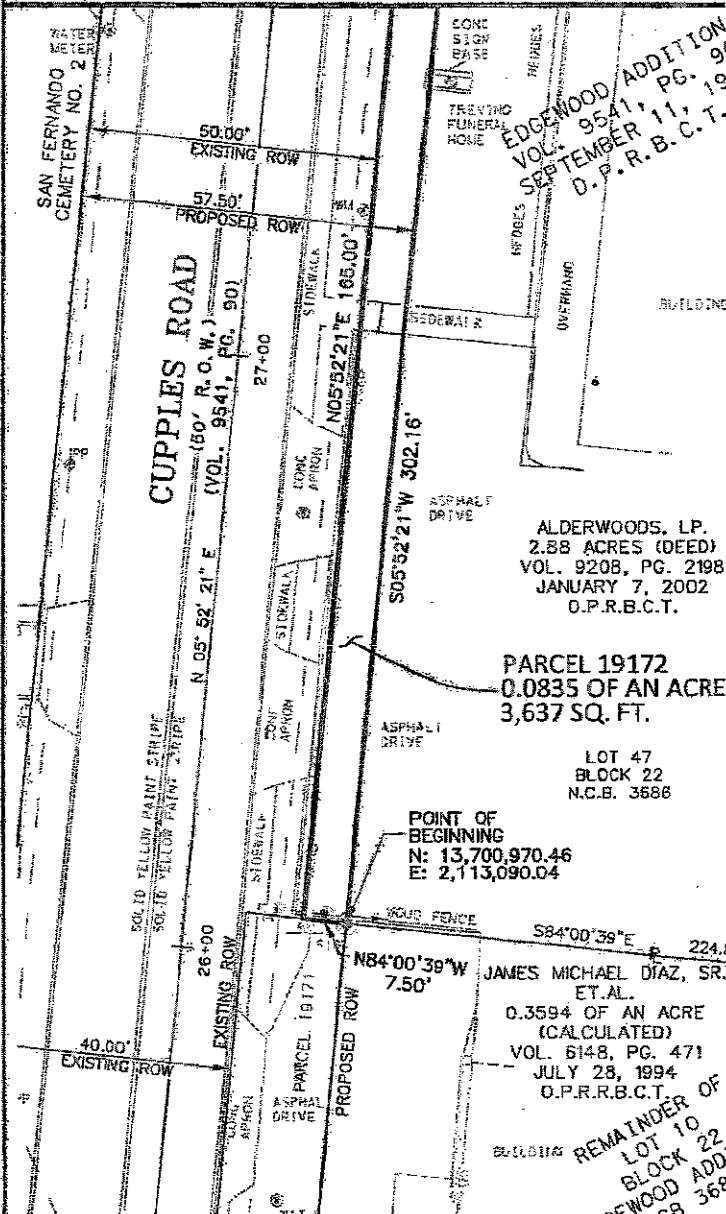 WATER
METER
SAN FERNANDO
CEMETERY NO. 2
CONC
SIGN
BASE
HEDGES
EDGEWOOD ADDITION
VOL. 9541, PG. 9
SEPTEMBER 11, 19
D.P.R.B.C.T.
TREVINO
FUNERAL
HOME
50.00'
EXISTING ROW
57.50'
PROPOSED ROW
HEDGES
OVERHANG
BUILDING
SIDEWALK
SIDEWALK
CUPPLES ROAD
(50' R.O.W.)
(VOL. 9541, PG. 90)
N 05° 52' 21" E
27+00
N05°52'21"E 165.00'
S05°52'21"W 302.16'
CONC
APRON
ASPHALT
DRIVE
ALDERWOODS, LP.
2.88 ACRES (DEED)
VOL. 9208, PG. 2198
JANUARY 7, 2002
O.P.R.B.C.T.
SIDEWALK
PARCEL 19172
0.0835 OF AN ACRE
3,637 SQ. FT.
CONC
APRON
ASPHALT
DRIVE
LOT 47
BLOCK 22
N.C.B. 3686
SOLID YELLOW PAINT STRIPE
SOLID YELLOW PAINT STRIPE
SIDEWALK
POINT OF
BEGINNING
N: 13,700,970.46
E: 2,113,090.04
WOOD FENCE
S84°00'39"E
224.
26+00
N84°00'39"W
7.50'
JAMES MICHAEL DIAZ, SR.
ET.AL.
0.3594 OF AN ACRE
(CALCULATED)
VOL. 6148, PG. 471
JULY 28, 1994
O.P.R.R.B.C.T.
40.00'
EXISTING ROW
EXISTING ROW
PARCEL 19171
PROPOSED ROW
CONC
APRON
ASPHALT
DRIVE
BUILDING
REMAINDER OF
LOT 10
BLOCK 22
EWOOD ADD
CB 368